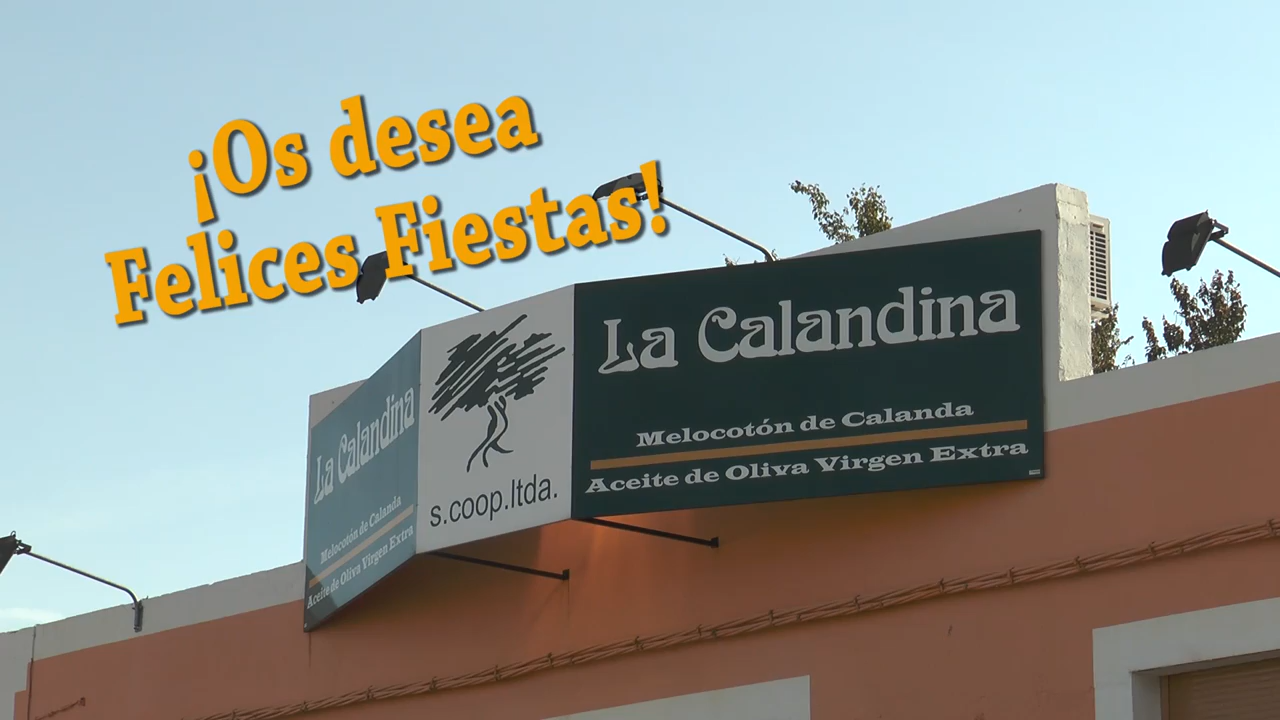 ¡Os desea
Felices Fiestas!
La Calandina
Melocotón de Calanda
Aceite de Oliva Virgen Extra
s.coop.ltda.
La Calandina
Melocotón de Calanda
Aceite de Oliva Virgen Extra